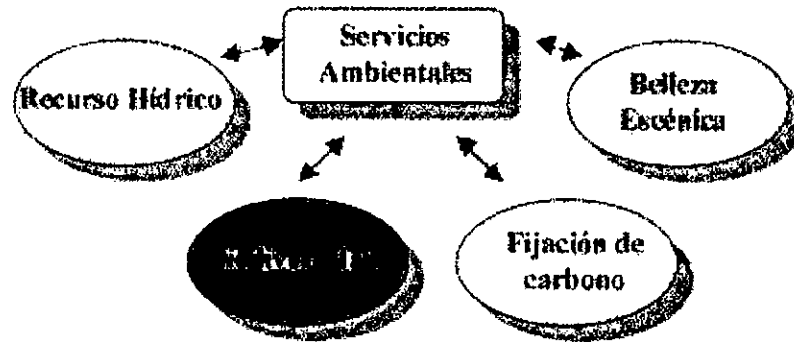 Servicios
Ambientales
Recurso Hídrico
Belleza
Escénica
Fijación de
carbono